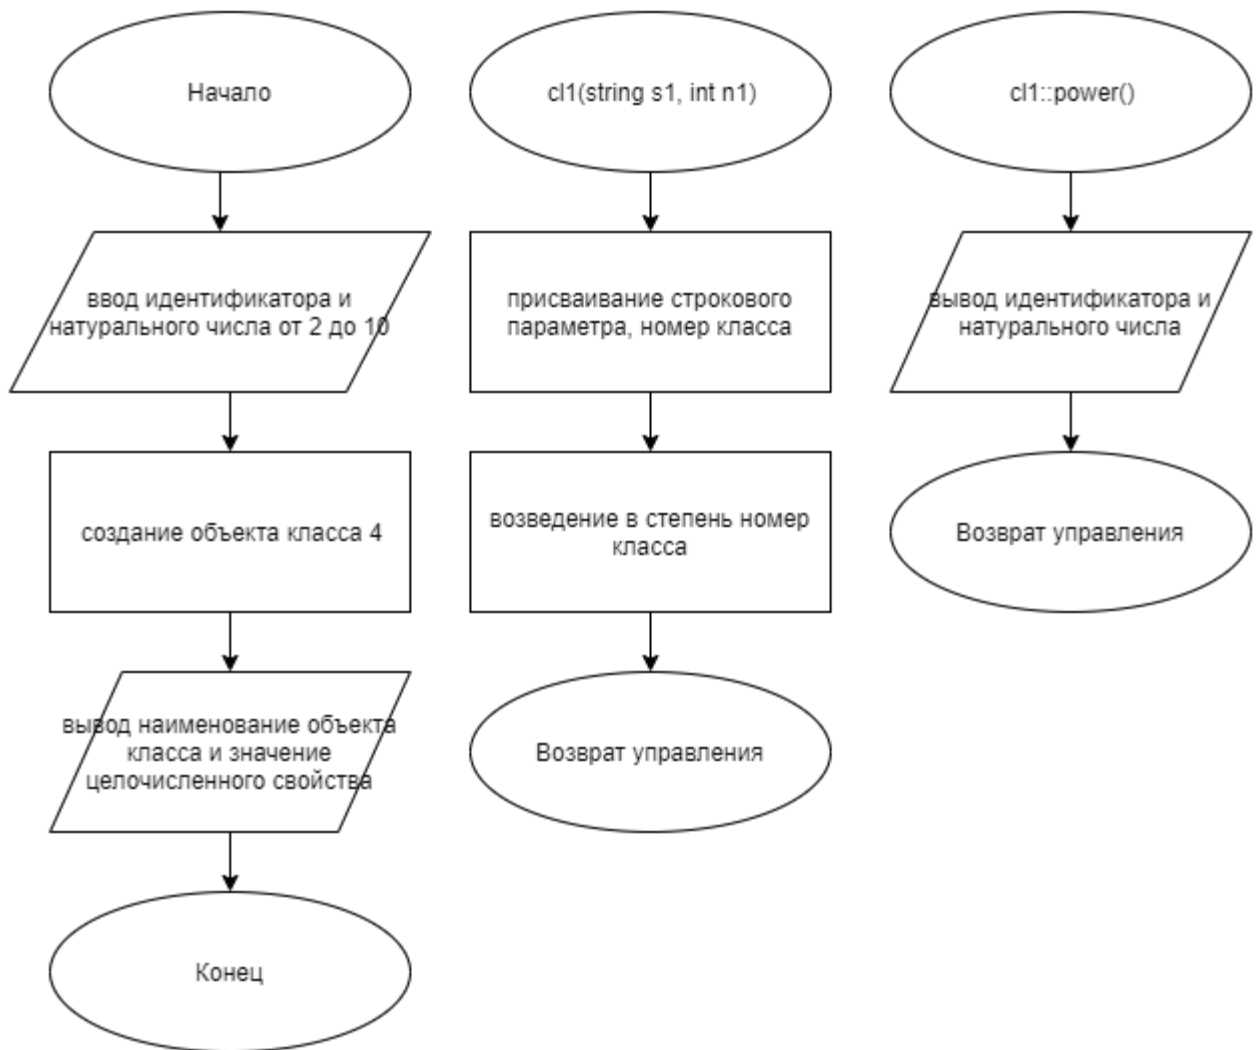 Начало
ввод идентификатора и
натурального числа от 2 до 10
создание объекта класса 4
вывод наименование объекта
класса и значение
целочисленного свойства
Конец
cl1(string s1, int n1)
присваивание строкового
параметра, номер класса
возведение в степень номер
класса
Возврат управления
cl1::power()
вывод идентификатора и
натурального числа
Возврат управления